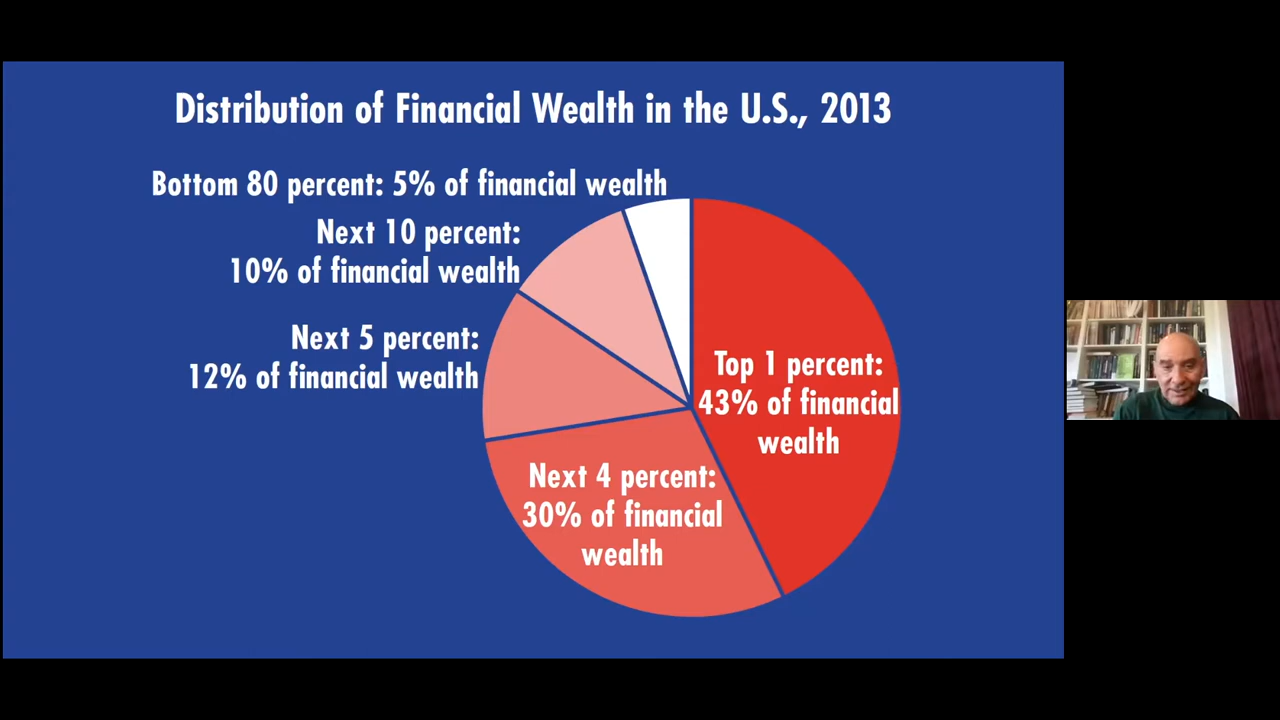 Distribution of Financial Wealth in the U.S., 2013
Bottom 80 percent: 5% of financial wealth
Next 10 percent:
10% of financial wealth
Next 5 percent:
12% of financial wealth
Top 1 percent:
43% of financial
wealth
Next 4 percent:
30% of financial
wealth